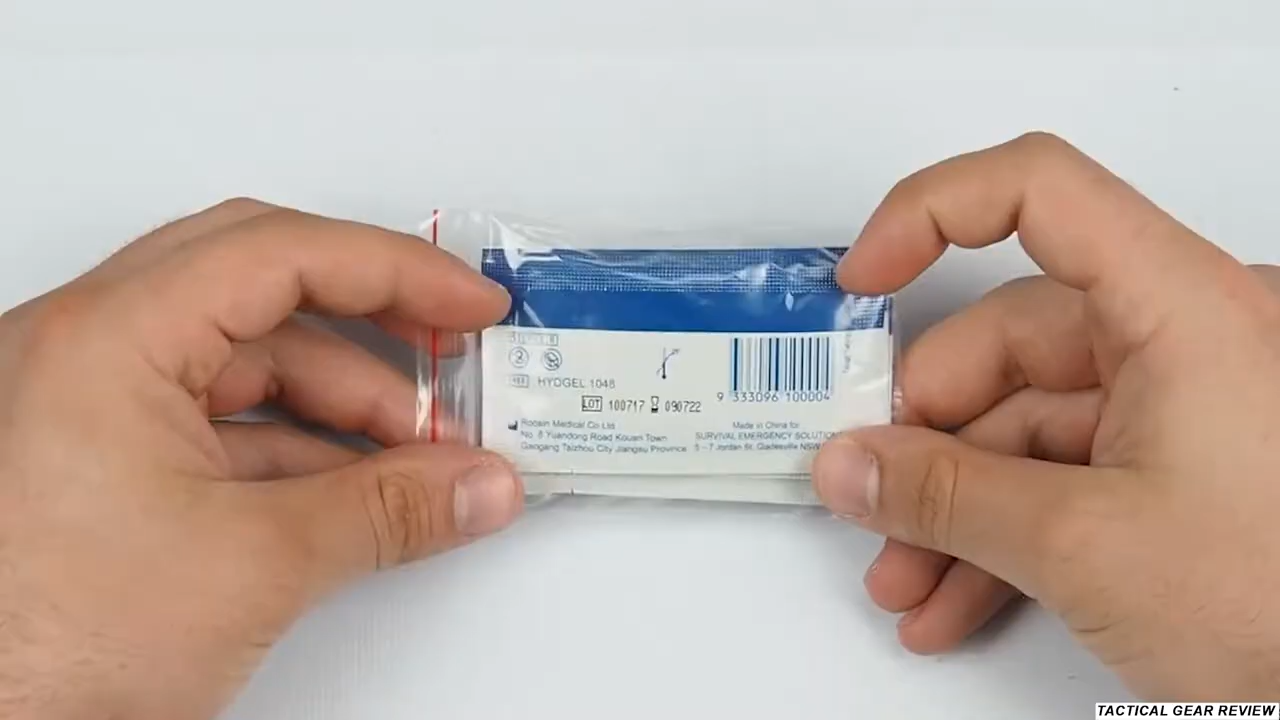 2
HYDGEL 1048
LOT 100717 090722
9 333096 100004
Made in China for
No. 8 Yuandong Road Kouan Town
SURVIVAL EMERGENCY SOLUTION
Gaogang Taizhou City Jiangsu Province
5 - 7 Jordan St, Gladesville NSW
Medical Co Ltd
TACTICAL GEAR REVIEW